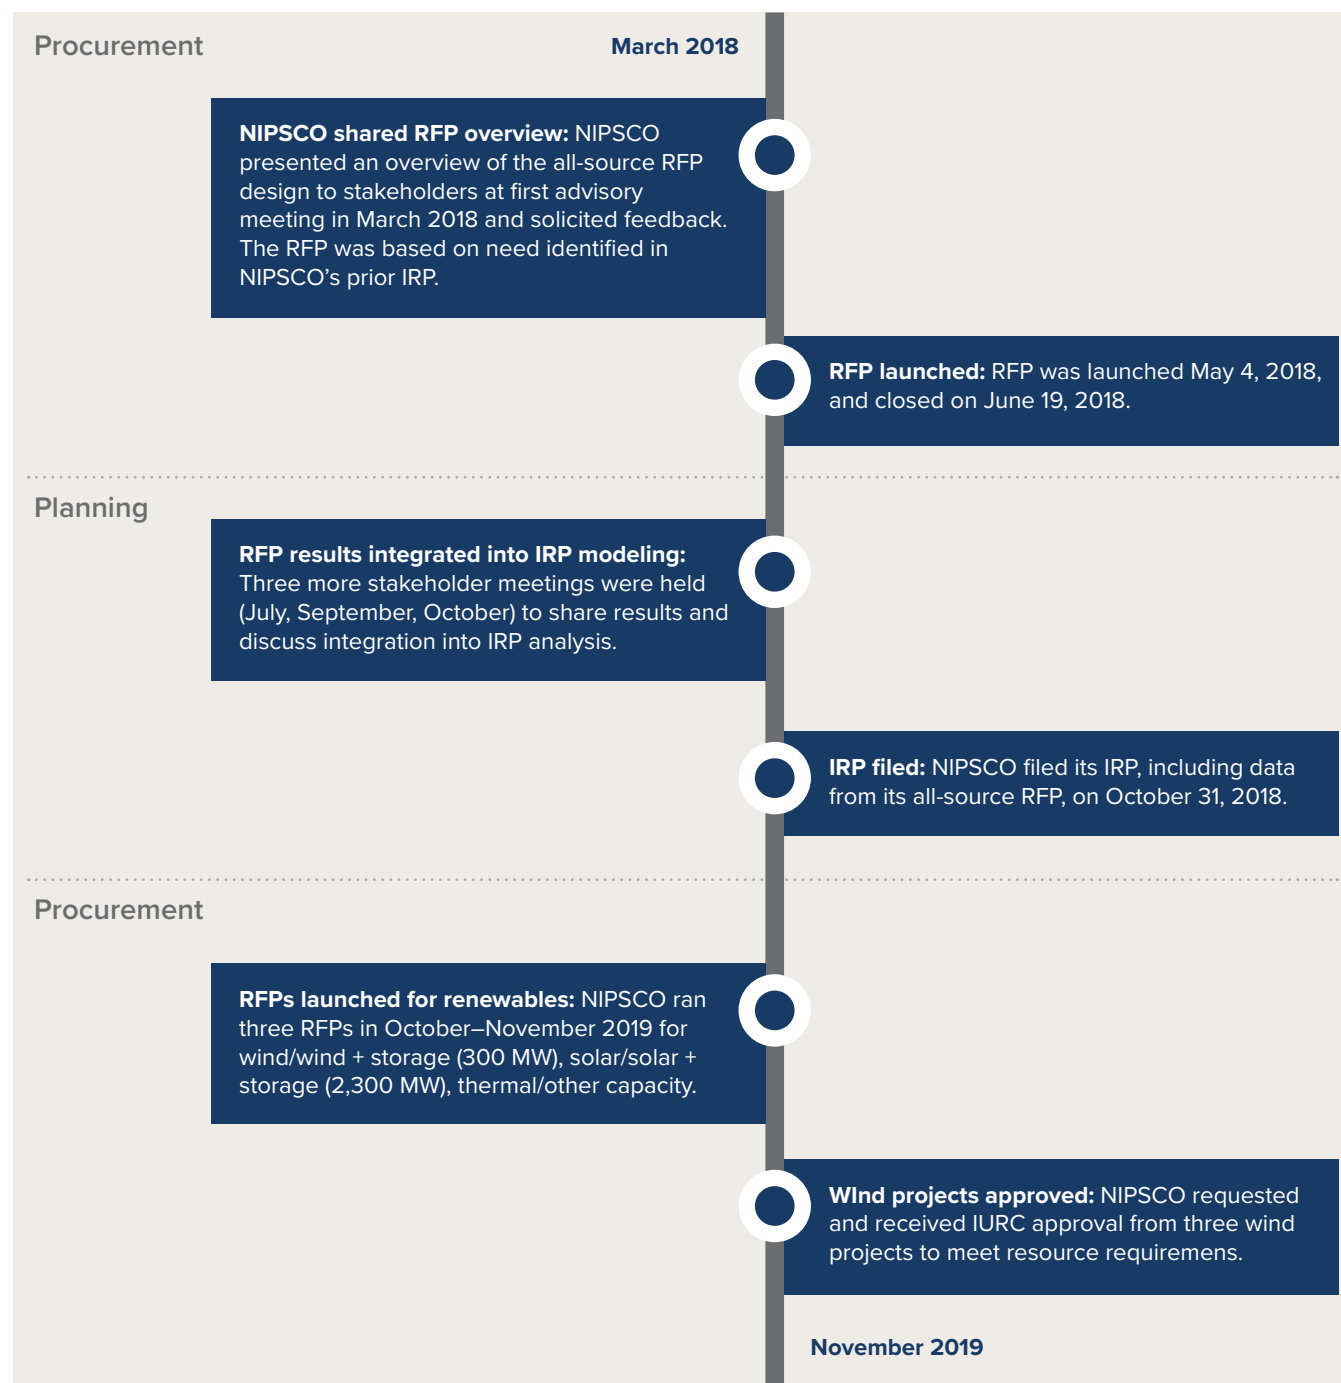 Procurement
March 2018
NIPSCO shared RFP overview: NIPSCO
presented an overview of the all-source RFP
design to stakeholders at first advisory
meeting in March 2018 and solicited feedback.
The RFP was based on need identified in
NIPSCO’s prior IRP.
RFP launched: RFP was launched May 4, 2018,
and closed on June 19, 2018.
Planning
RFP results integrated into IRP modeling:
Three more stakeholder meetings were held
(July, September, October) to share results and
discuss integration into IRP analysis.
IRP filed: NIPSCO filed its IRP, including data
from its all-source RFP, on October 31, 2018.
Procurement
RFPs launched for renewables: NIPSCO ran
three RFPs in October–November 2019 for
wind/wind + storage (300 MW), solar/solar +
storage (2,300 MW), thermal/other capacity.
WInd projects approved: NIPSCO requested
and received IURC approval from three wind
projects to meet resource requiremens.
November 2019